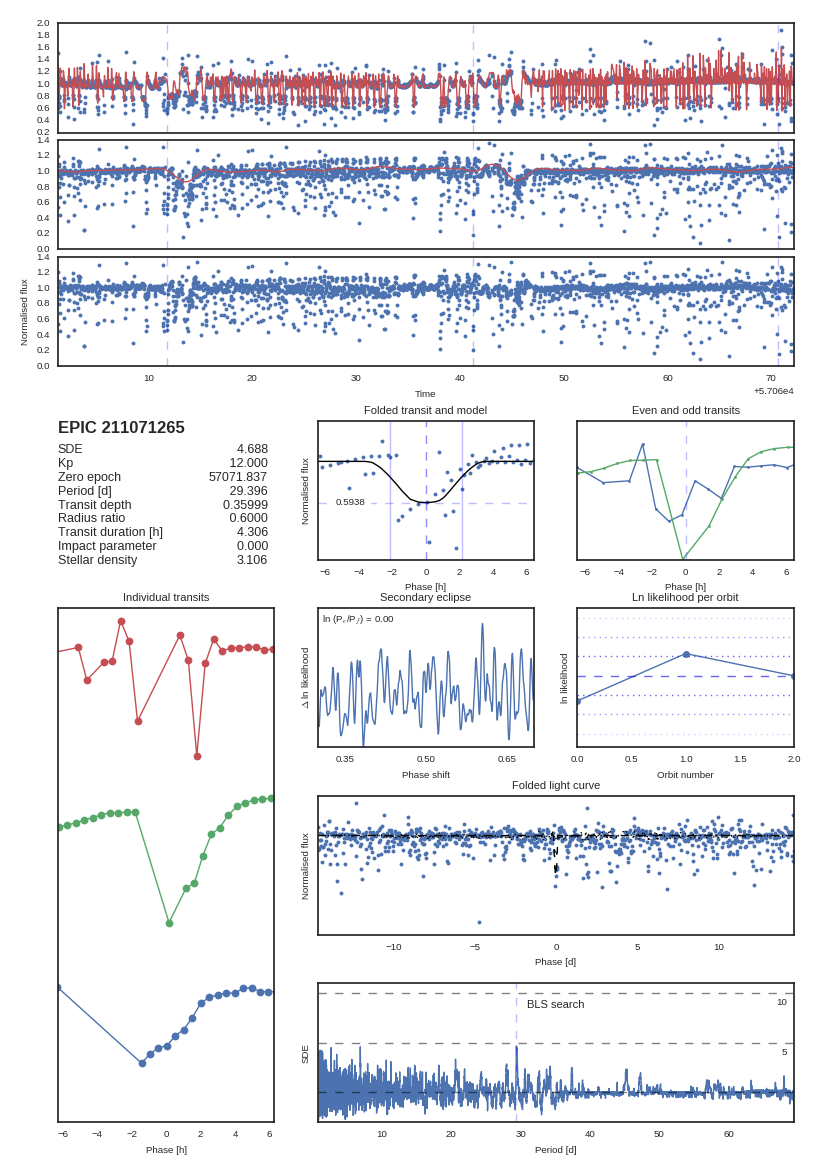 2.0
1.8
1.6
1.4
1.2
1.0
0.8
0.6
0.4
0.2
1.4
1.2
1.0
0.8
0.6
0.4
0.2
0.0
1.4
1.2
1.0
0.8
0.6
0.4
0.2
0.0
Normalised flux
10 20 30 40 50 60 70
Time
+5.706e4
EPIC 211071265
SDE 4.688
Kp 12.000
Zero epoch 57071.837
Period [d] 29.396
Transit depth 0.35999
Radius ratio 0.6000
Transit duration [h] 4.306
Impact parameter 0.000
Stellar density 3.106
Folded transit and model
Normalised flux
0.5938
−6 −4 −2 0 2 4 6
Phase [h]
Even and odd transits
−6 −4 −2 0 2 4 6
Phase [h]
Individual transits
−6 −4 −2 0 2 4 6
Phase [h]
Secondary eclipse
Δ ln likelihood
0.35 0.50 0.65
Phase shift
Ln likelihood per orbit
ln likelihood
0.0 0.5 1.0 1.5 2.0
Orbit number
Folded light curve
Normalised flux
−10 −5 0 5 10
Phase [d]
BLS search
10
5
SDE
10 20 30 40 50 60
Period [d]